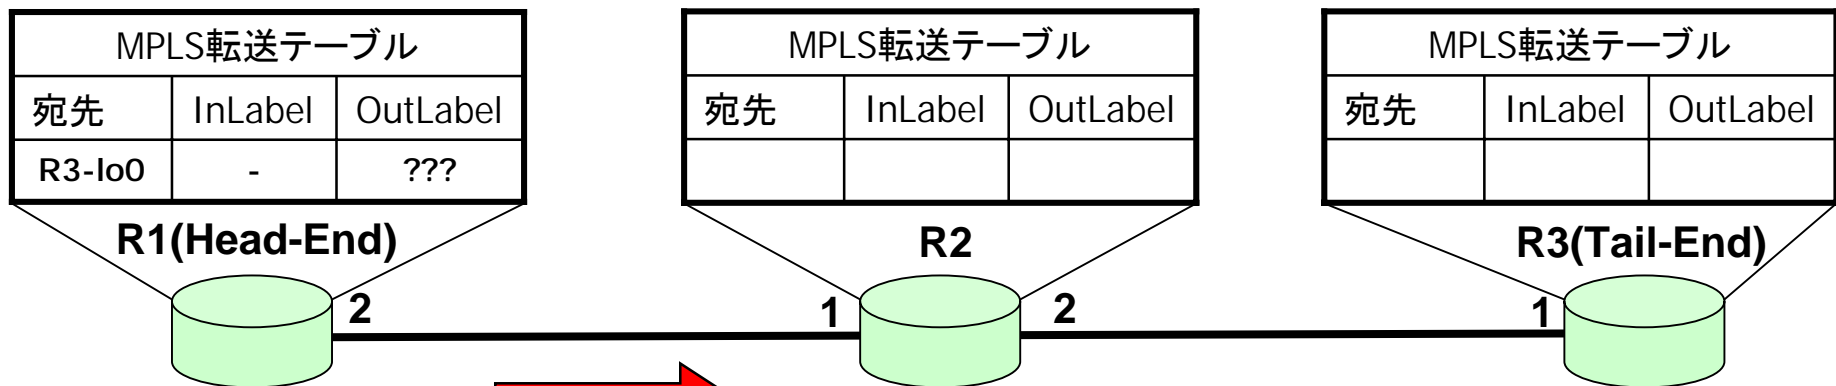 MPLS転送テーブル
宛先 InLabel OutLabel
R3-lo0 - ???
R1(Head-End)
2
MPLS転送テーブル
宛先 InLabel OutLabel
R2
1
2
MPLS転送テーブル
宛先 InLabel OutLabel
R3(Tail-End)
1